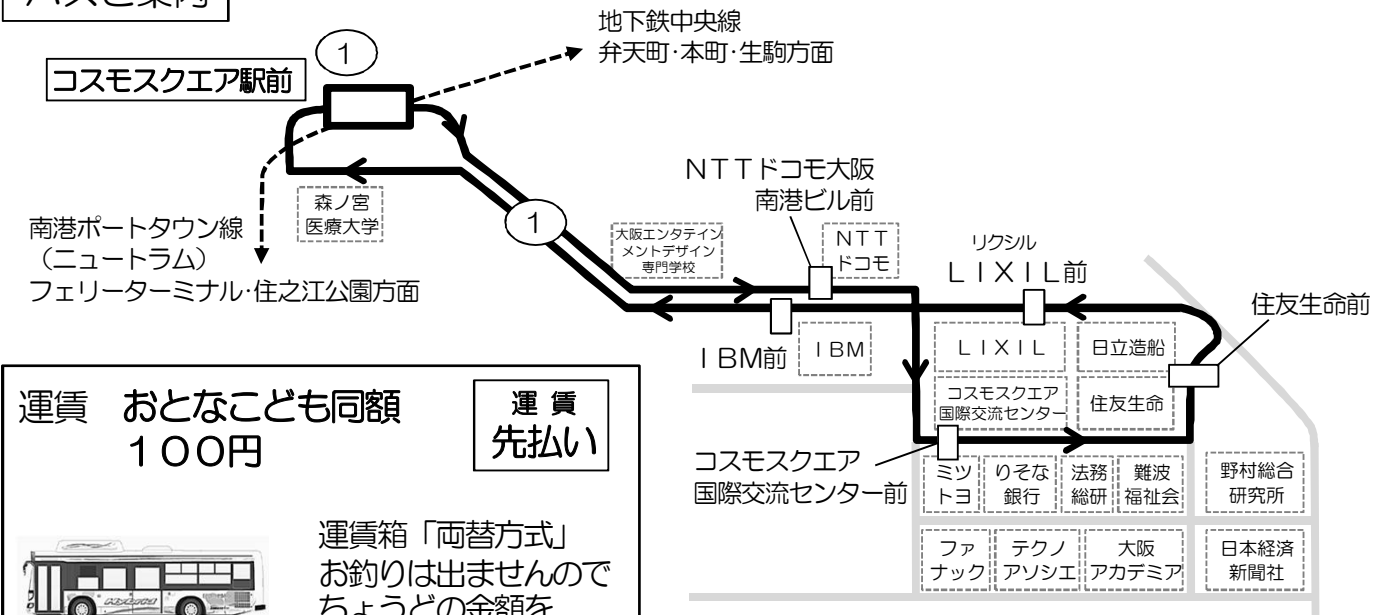 バスご案内
地下鉄中央線
弁天町･本町･生駒方面
1
コスモスクエア駅前
森ノ宮
医療大学
南港ポートタウン線
（ニュートラム）
フェリーターミナル･住之江公園方面
1
NTTドコモ大阪
南港ビル前
大阪エンタテイン
メントデザイン
専門学校
NTT
ドコモ
リクシル
LIXIL前
住友生命前
IBM前
IBM
LIXIL
日立造船
コスモスクエア
国際交流センター
住友生命
コスモスクエア
国際交流センター前
ミツ
トヨ
りそな
銀行
法務
総研
難波
福祉会
野村総合
研究所
ファ
ナック
テクノ
アソシエ
大阪
アカデミア
日本経済
新聞社
運賃 おとなこども同額
100円
運賃
先払い
運賃箱「両替方式」
お釣りは出ませんので
ちょうどの金額を